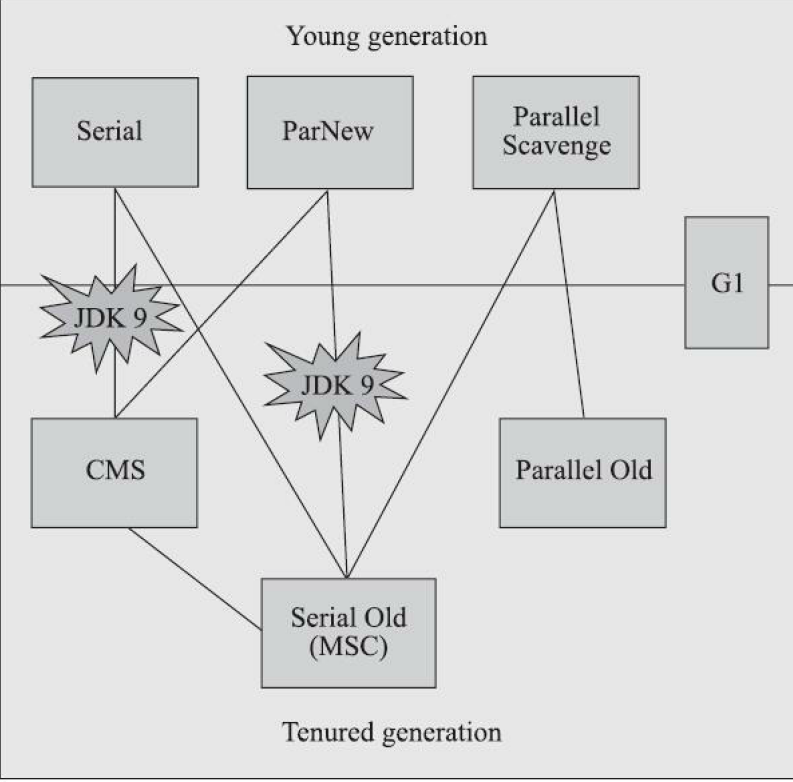 Young generation
Serial
ParNew
Parallel
Scavenge
G1
JDK 9
JDK 9
CMS
Parallel Old
Serial Old
(MSC)
Tenured generation